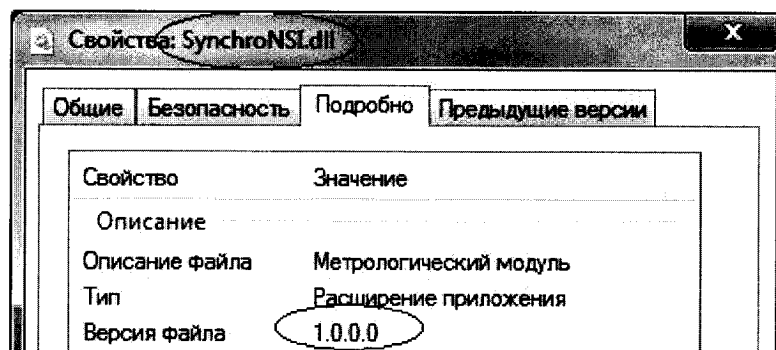 Свойства: SynchroNSI.dll
x
Общие Безопасность Подробно Предыдущие версии
Свойство Значение
Описание
Описание файла Метрологический модуль
Тип Расширение приложения
Версия файла 1.0.0.0